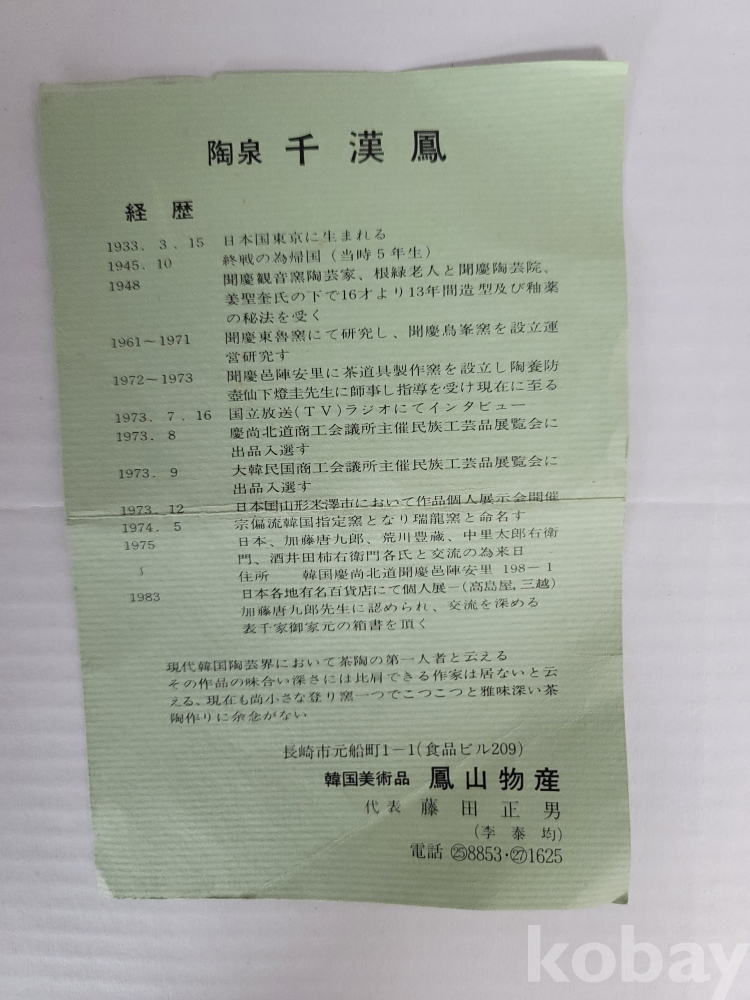 陶泉 千漢鳳
経歴
1933. 3. 15 日本国東京に生まれる
1945. 10 終戦の為帰国(当時5年生)
1948 聞慶観音窯陶芸家、根緑老人と聞慶陶芸院、
姜聖奎氏の下で16才より13年間造型及び釉薬
の秘法を受く
1961〜1971 聞慶東魯窯にて研究し、聞慶鳥峯窯を設立運
営研究す
1972〜1973 聞慶邑陣安里に茶道具製作窯を設立し陶養防
壺仙下燈圭先生に師事し指導を受け現在に至る
1973. 7. 16 国立放送(TV)ラジオにてインタビュー
1973. 8 慶尚北道商工会議所主催民族工芸品展覧会に
出品入選す
1973. 9 大韓民国商工会議所主催民族工芸品展覧会に
出品入選す
1973. 12 日本国山形米澤市において作品個人展示会開催
1974. 5 宗偏流韓国指定窯となり瑞龍窯と命名す
1975 日本、加藤唐九郎、荒川豊蔵、中里太郎右衛
門、酒井田柿右衛門各氏と交流の為来日
∫ 住所 韓国慶尚北道聞慶邑陣安里 198−1
1983 日本各地有名百貨店にて個人展−(高島屋,三越)
加藤唐九郎先生に認められ、交流を深める
表千家御家元の箱書を頂く
現代韓国陶芸界において茶陶の第一人者と云える
その作品の味合い深さには比肩できる作家は居ないと云
える、現在も尚小さな登り窯一つでこつこつと雅味深い茶
陶作りに余念がない
長崎市元船町1−1(食品ビル209)
韓国美術品 鳳山物産
代表 藤田正男
(李泰均)
電話 ㉕8853・㉗1625
kobay